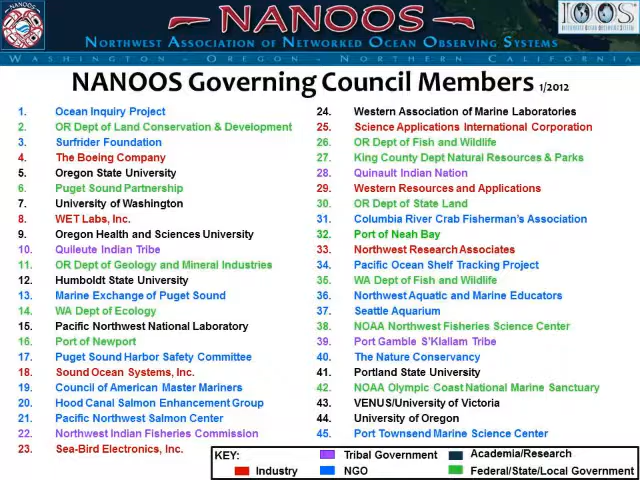 NANOOS
IOOS
NORTHWEST ASSOCIATION OF NETWORKED OCEAN OBSERVING SYSTEMS
WASHINGTON - OREGON - NORTHERN CALIFORNIA
NANOOS Governing Council Members 1/2012
1. Ocean Inquiry Project
2. OR Dept of Land Conservation & Development
3. Surfrider Foundation
4. The Boeing Company
5. Oregon State University
6. Puget Sound Partnership
7. University of Washington
8. WET Labs, Inc.
9. Oregon Health and Sciences University
10. Quileute Indian Tribe
11. OR Dept of Geology and Mineral Industries
12. Humboldt State University
13. Marine Exchange of Puget Sound
14. WA Dept of Ecology
15. Pacific Northwest National Laboratory
16. Port of Newport
17. Puget Sound Harbor Safety Committee
18. Sound Ocean Systems, Inc.
19. Council of American Master Mariners
20. Hood Canal Salmon Enhancement Group
21. Pacific Northwest Salmon Center
22. Northwest Indian Fisheries Commission
23. Sea-Bird Electronics, Inc.
24. Western Association of Marine Laboratories
25. Science Applications International Corporation
26. OR Dept of Fish and Wildlife
27. King County Dept Natural Resources & Parks
28. Quinault Indian Nation
29. Western Resources and Applications
30. OR Dept of State Land
31. Columbia River Crab Fisherman's Association
32. Port of Neah Bay
33. Northwest Research Associates
34. Pacific Ocean Shelf Tracking Project
35. WA Dept of Fish and Wildlife
36. Northwest Aquatic and Marine Educators
37. Seattle Aquarium
38. NOAA Northwest Fisheries Science Center
39. Port Gamble S'Klallam Tribe
40. The Nature Conservancy
41. Portland State University
42. NOAA Olympic Coast National Marine Sanctuary
43. VENUS/University of Victoria
44. University of Oregon
45. Port Townsend Marine Science Center
KEY: Tribal Government Academia/Research
Industry NGO Federal/State/Local Government